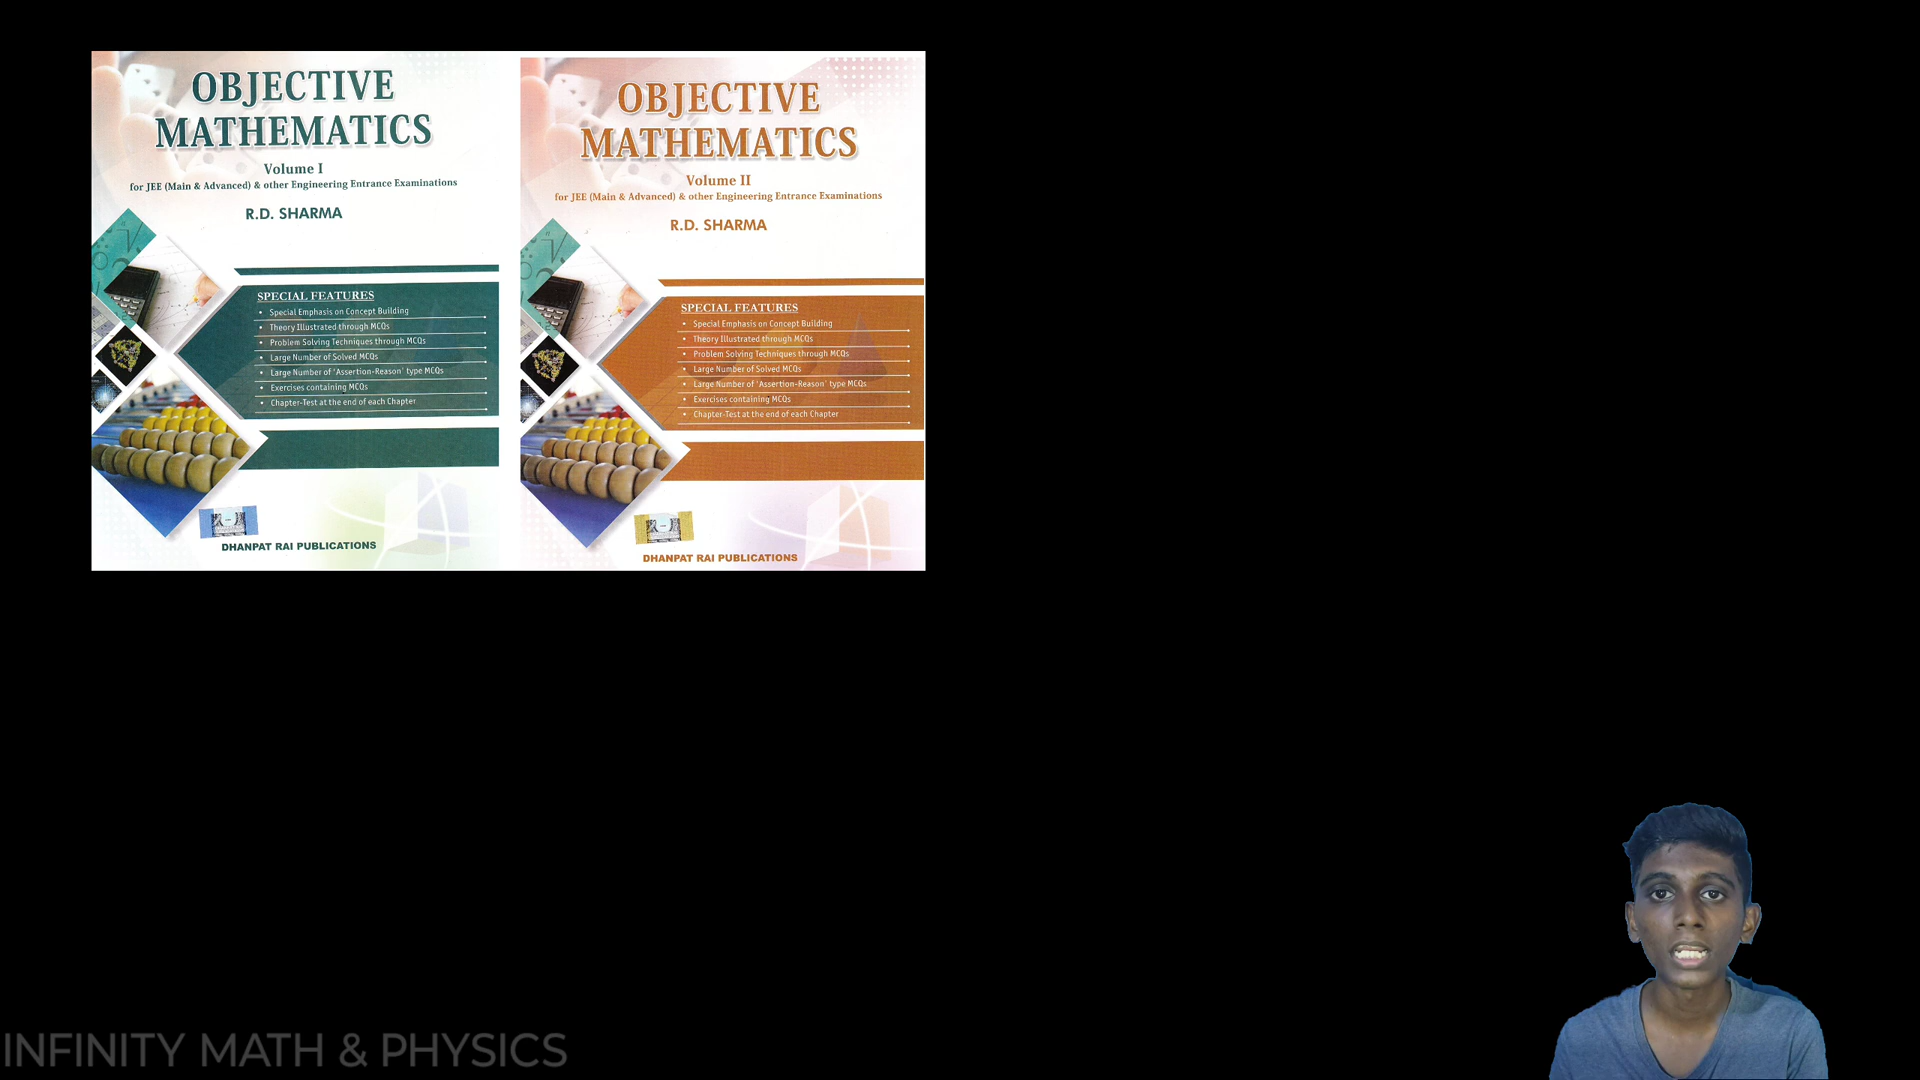 OBJECTIVE
MATHEMATICS
Volume I
for JEE (Main & Advanced) & other Engineering Entrance Examinations
R.D. SHARMA
SPECIAL FEATURES
• Special Emphasis on Concept Building
• Theory Illustrated through MCQs
• Problem Solving Techniques through MCQs
• Large Number of Solved MCQs
• Large Number of 'Assertion-Reason' type MCQs
• Exercises containing MCQs
• Chapter-Test at the end of each Chapter
DHANPAT RAI PUBLICATIONS
OBJECTIVE
MATHEMATICS
Volume II
for JEE (Main & Advanced) & other Engineering Entrance Examinations
R.D. SHARMA
SPECIAL FEATURES
• Special Emphasis on Concept Building
• Theory Illustrated through MCQs
• Problem Solving Techniques through MCQs
• Large Number of Solved MCQs
• Large Number of 'Assertion-Reason' type MCQs
• Exercises containing MCQs
• Chapter-Test at the end of each Chapter
DHANPAT RAI PUBLICATIONS
INFINITY MATH & PHYSICS